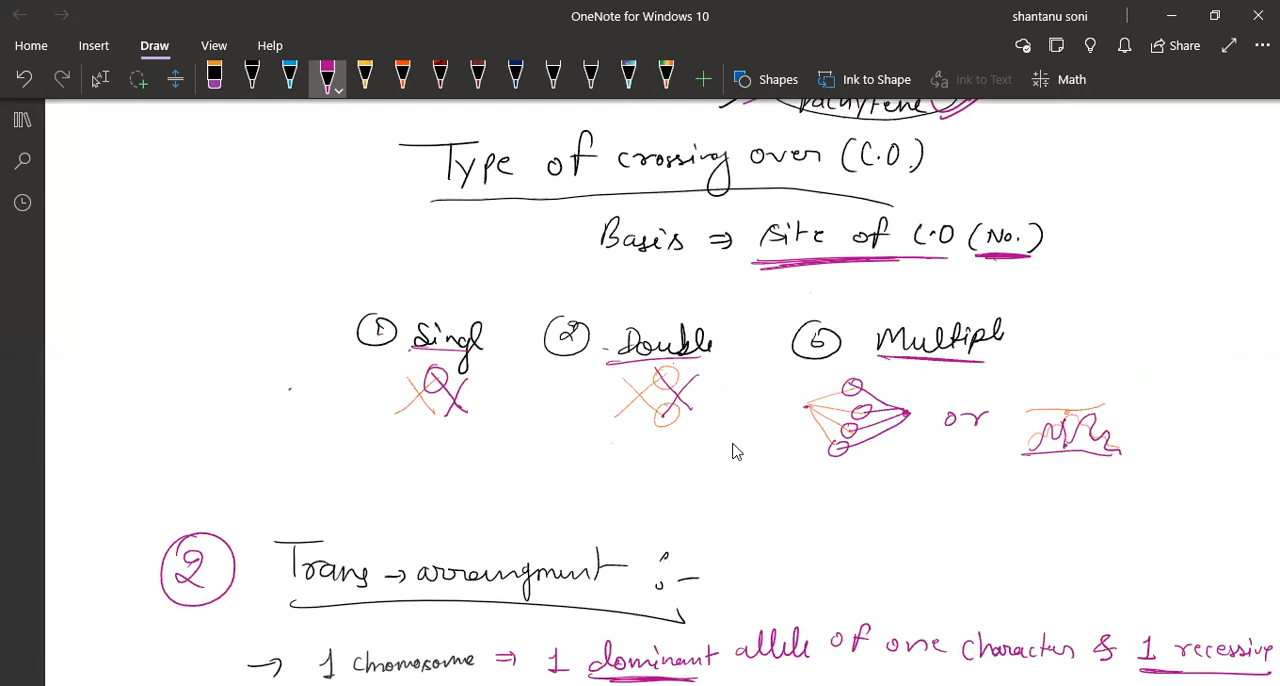 OneNote for Windows 10
shantanu soni
Home Insert Draw View Help
Share
Shapes Ink to Shape Ink to Text Math
Pachytene
Type of crossing over (C.O)
Basis ⇒ site of C.O (No.)
① Singl ② Double ③ Multipl
or
② Trans → arrangment :-
→ 1 chromosome ⇒ 1 dominant allele of one character & 1 recessive